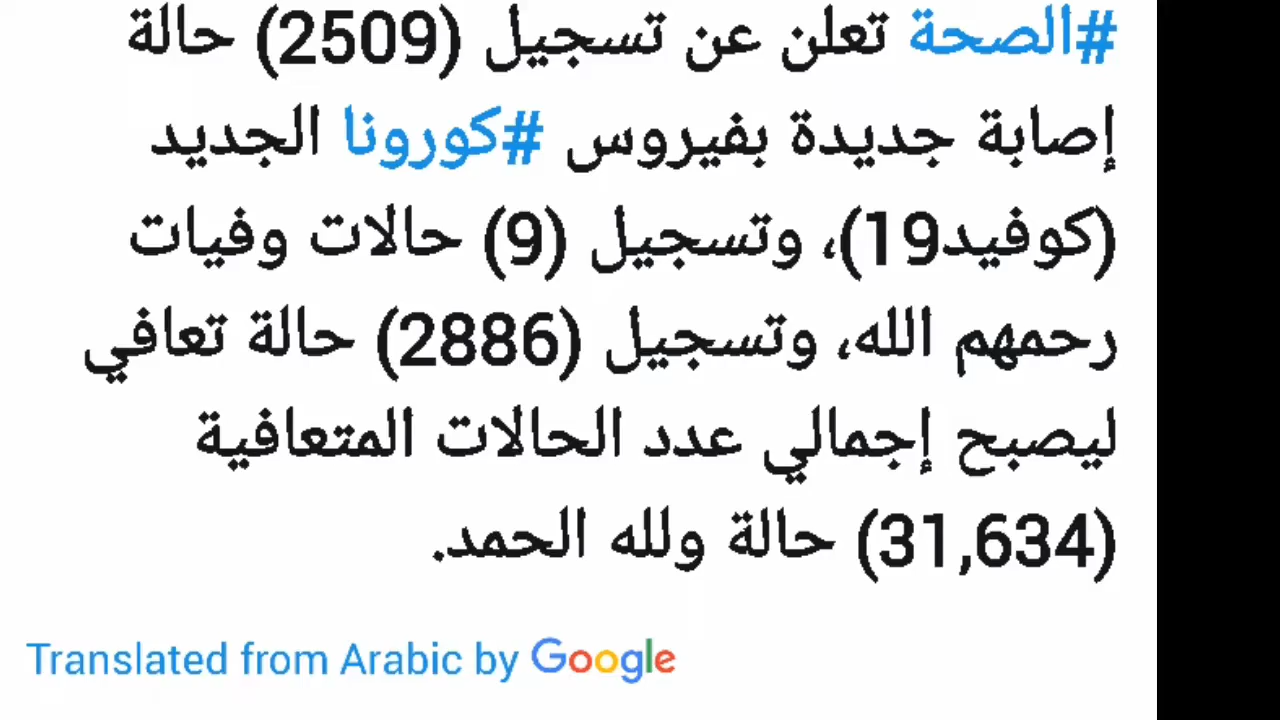 #الصحة تعلن عن تسجيل (2509) حالة
إصابة جديدة بفيروس #كورونا الجديد
(كوفيد19)، وتسجيل (9) حالات وفيات
رحمهم الله، وتسجيل (2886) حالة تعافي
ليصبح إجمالي عدد الحالات المتعافية
(31,634) حالة ولله الحمد.
Translated from Arabic by Google